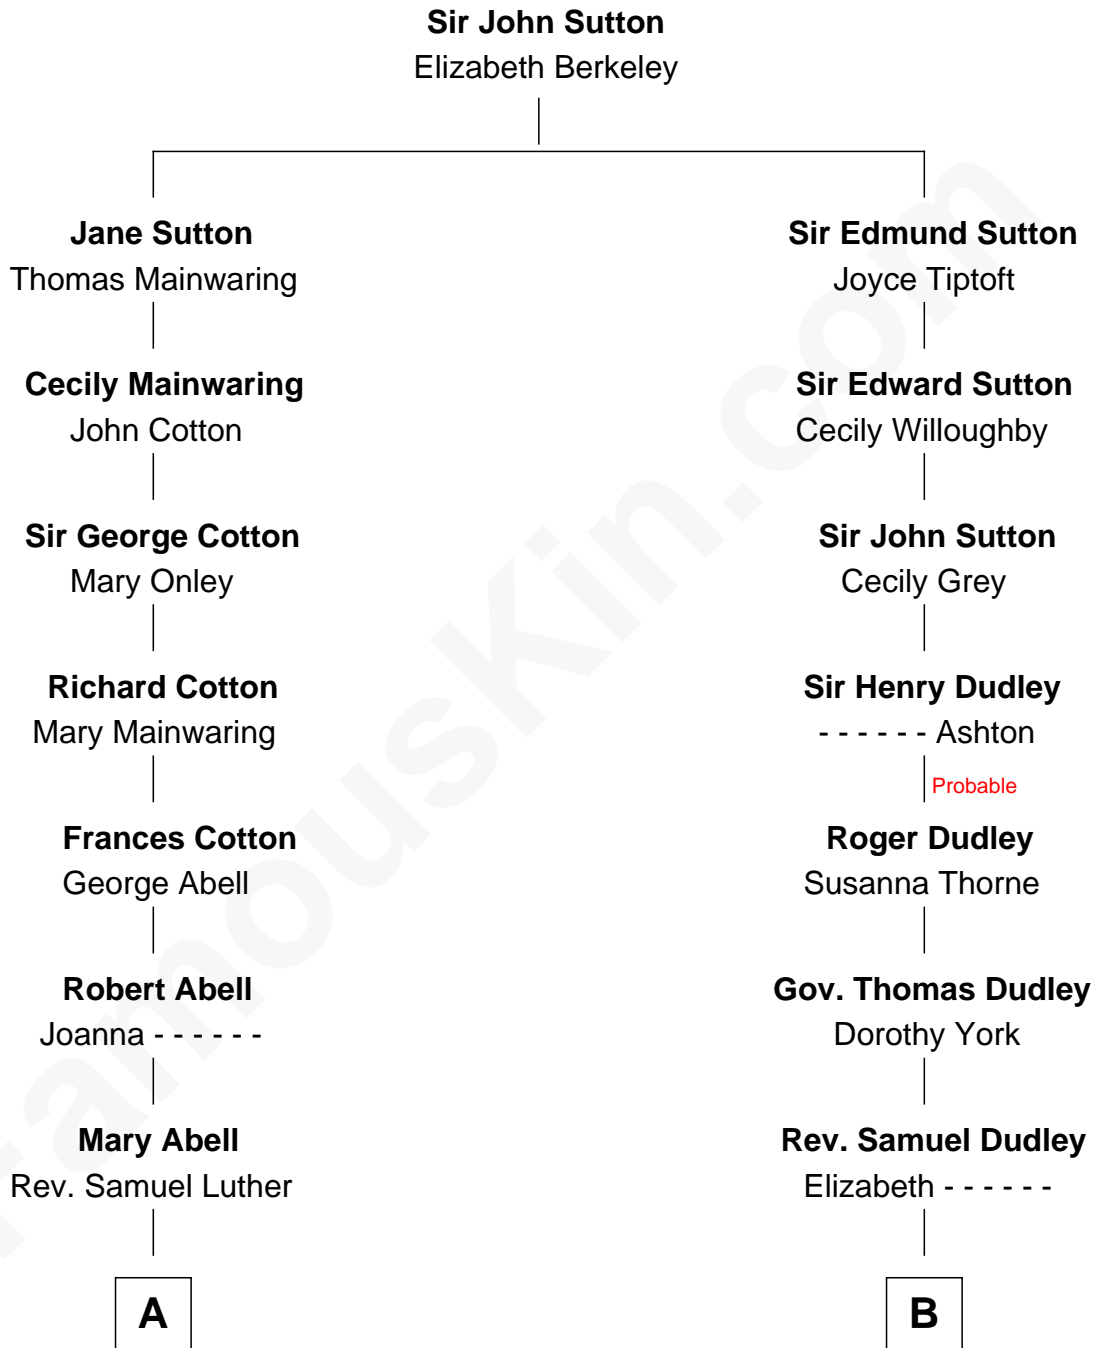 Sir John Sutton
Elizabeth Berkeley
Jane Sutton
Thomas Mainwaring
Sir Edmund Sutton
Joyce Tiptoft
Cecily Mainwaring
John Cotton
Sir Edward Sutton
Cecily Willoughby
Sir George Cotton
Mary Onley
Sir John Sutton
Cecily Grey
Richard Cotton
Mary Mainwaring
Sir Henry Dudley
- - - - - - Ashton
Probable
Frances Cotton
George Abell
Roger Dudley
Susanna Thorne
Robert Abell
Joanna - - - - - -
Gov. Thomas Dudley
Dorothy York
Mary Abell
Rev. Samuel Luther
Rev. Samuel Dudley
Elizabeth - - - - - -
A
B
FamousKin.com